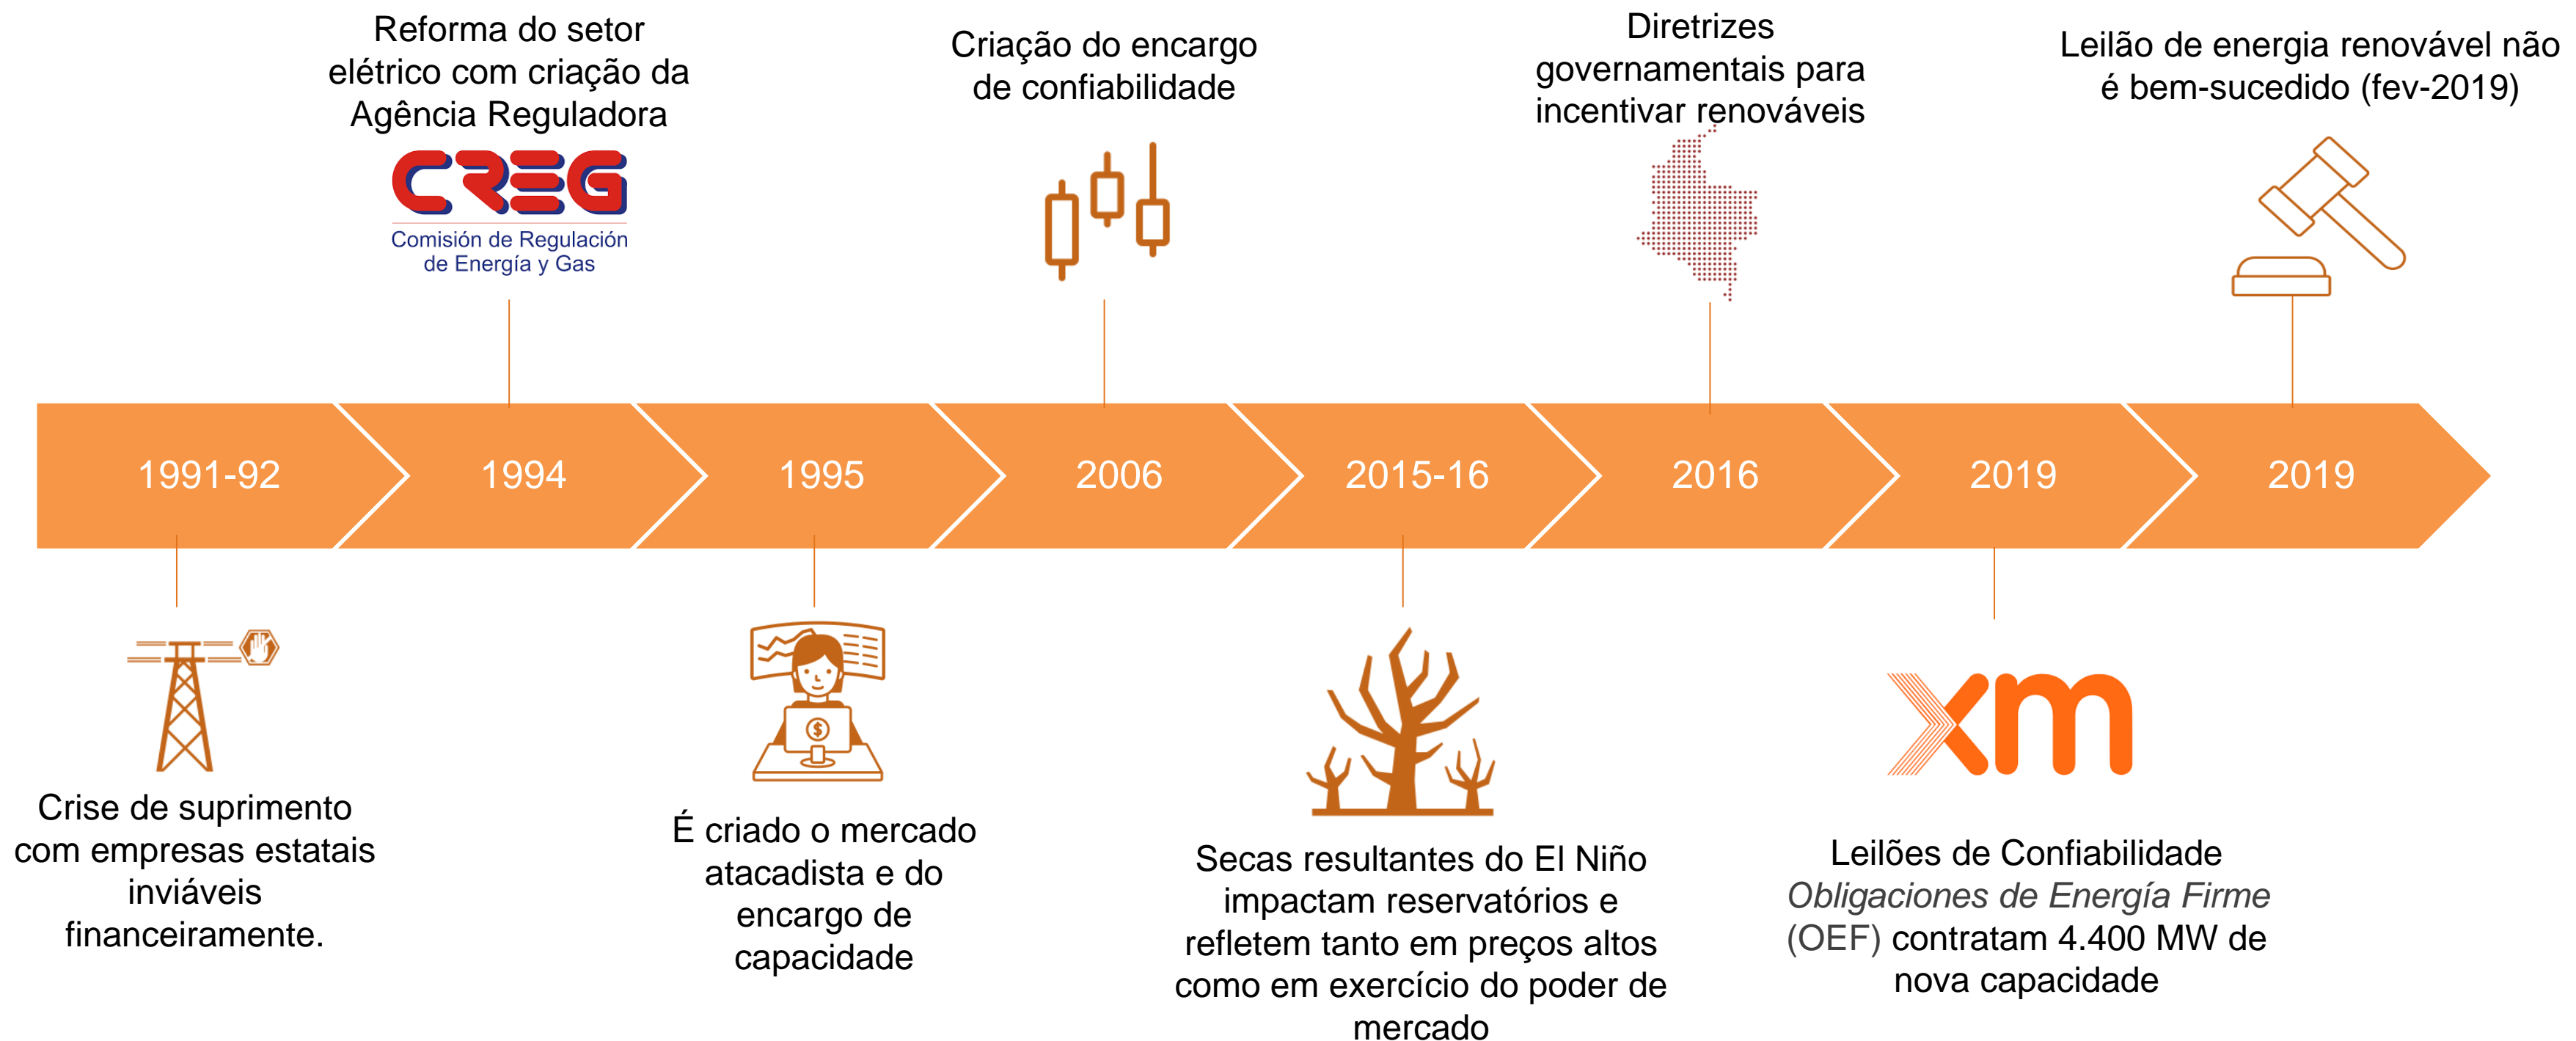 Reforma do setor
elétrico com criação da
Agência Reguladora
CREG
Comisión de Regulación
de Energía y Gas
Criação do encargo
de confiabilidade
Diretrizes
governamentais para
incentivar renováveis
Leilão de energia renovável não
é bem-sucedido (fev-2019)
1991-92
1994
1995
2006
2015-16
2016
2019
2019
Crise de suprimento
com empresas estatais
inviáveis
financeiramente.
$
É criado o mercado
atacadista e do
encargo de
capacidade
Secas resultantes do El Niño
impactam reservatórios e
refletem tanto em preços altos
como em exercício do poder de
mercado
xm
Leilões de Confiabilidade
Obligaciones de Energía Firme
(OEF) contratam 4.400 MW de
nova capacidade